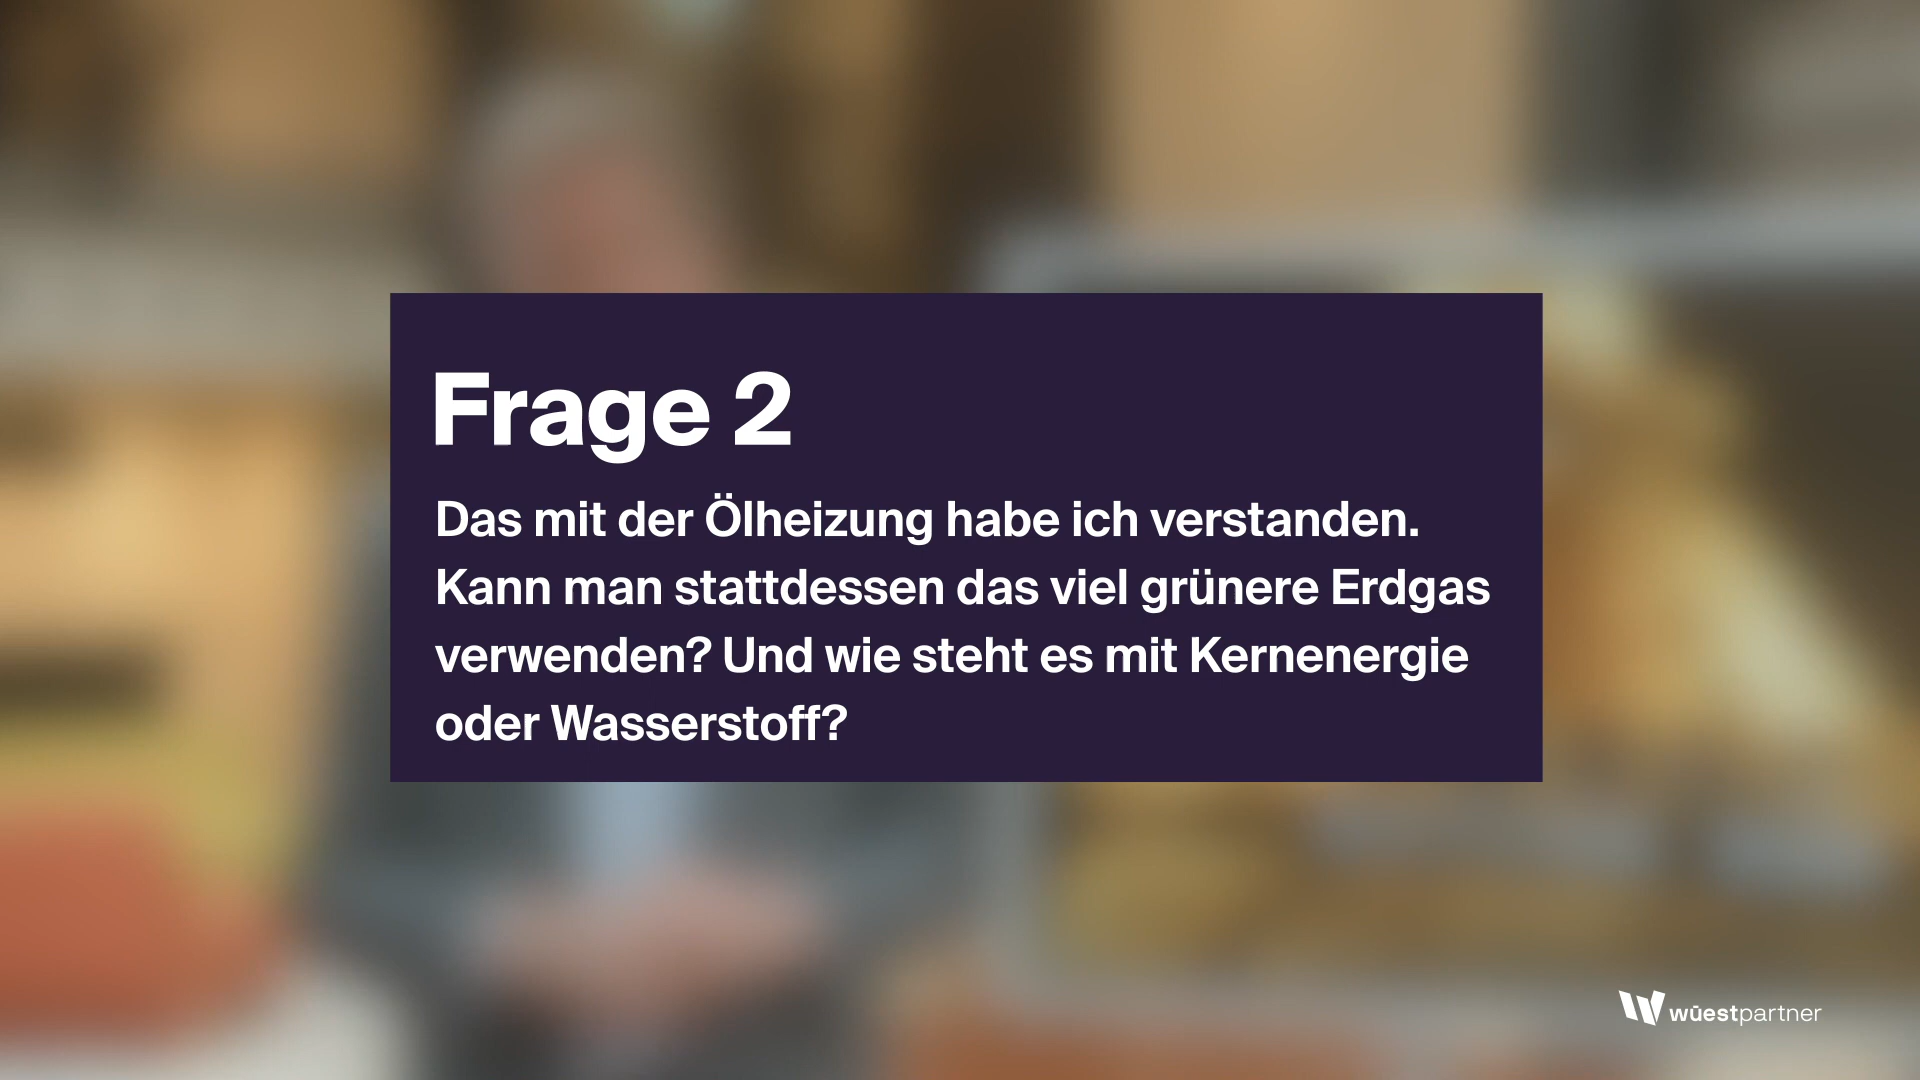 Frage 2
Das mit der Ölheizung habe ich verstanden.
Kann man stattdessen das viel grünere Erdgas
verwenden? Und wie steht es mit Kernenergie
oder Wasserstoff?
wüestpartner